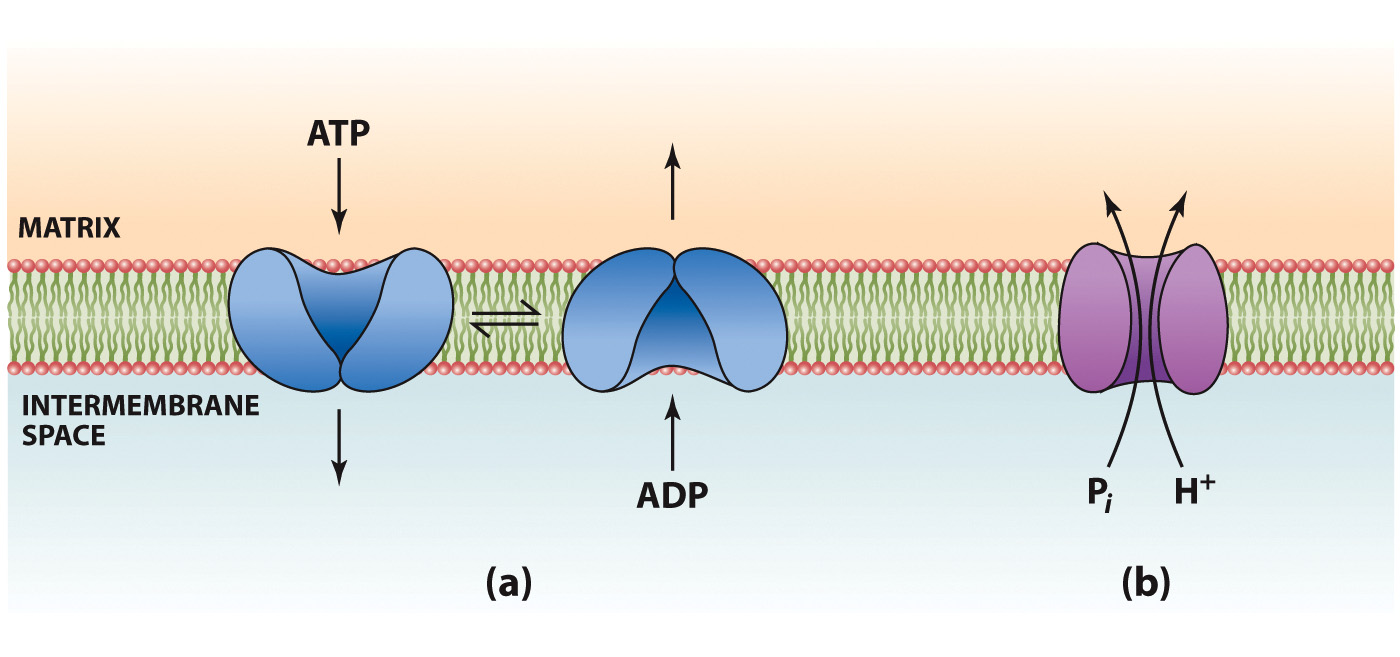 ATP
MATRIX
INTERMEMBRANE
SPACE
ADP
Pi
H+
(a)
(b)